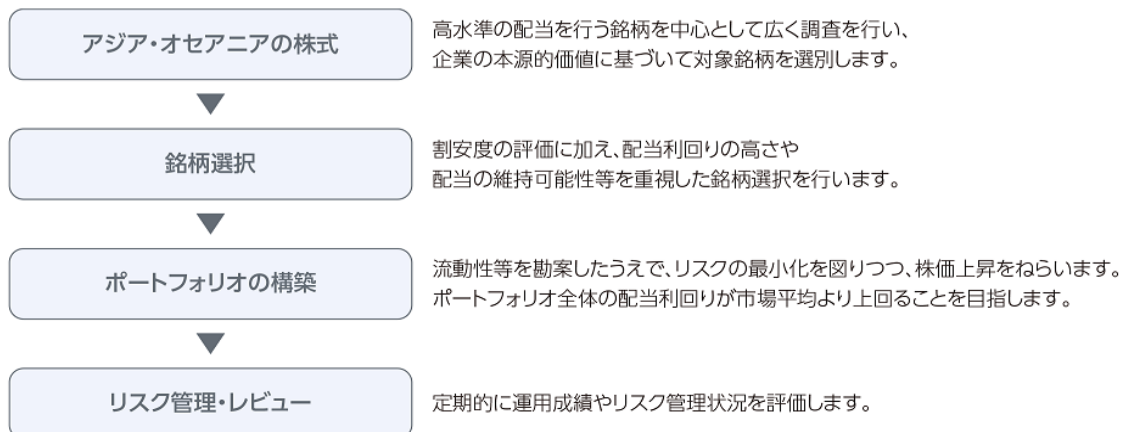 アジア・オセアニアの株式
高水準の配当を行う銘柄を中心として広く調査を行い、
企業の本源的価値に基づいて対象銘柄を選別します。
銘柄選択
割安度の評価に加え、配当利回りの高さや
配当の維持可能性等を重視した銘柄選択を行います。
ポートフォリオの構築
流動性等を勘案したうえで、リスクの最小化を図りつつ、株価上昇をねらいます。
ポートフォリオ全体の配当利回りが市場平均より上回ることを目指します。
リスク管理・レビュー
定期的に運用成績やリスク管理状況を評価します。